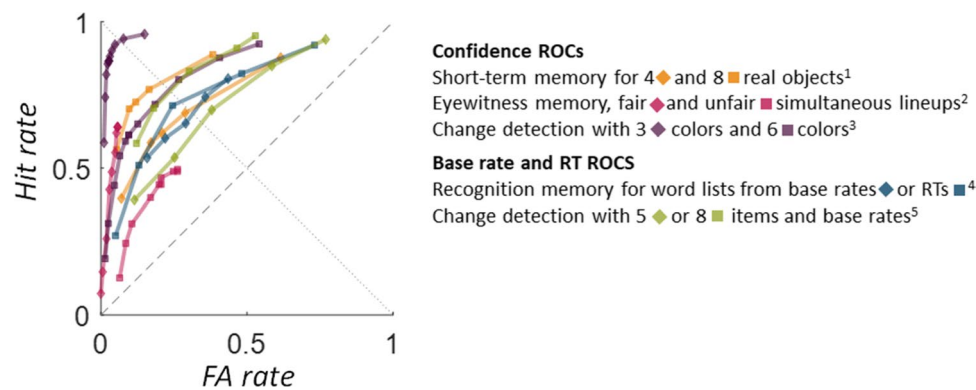 1
Hit rate
0.5
0
0
0.5
1
FA rate
Confidence ROCs
Short-term memory for 4 and 8 real objects1
Eyewitness memory, fair and unfair simultaneous lineups2
Change detection with 3 colors and 6 colors3
Base rate and RT ROCS
Recognition memory for word lists from base rates or RTs 4
Change detection with 5 or 8 items and base rates5